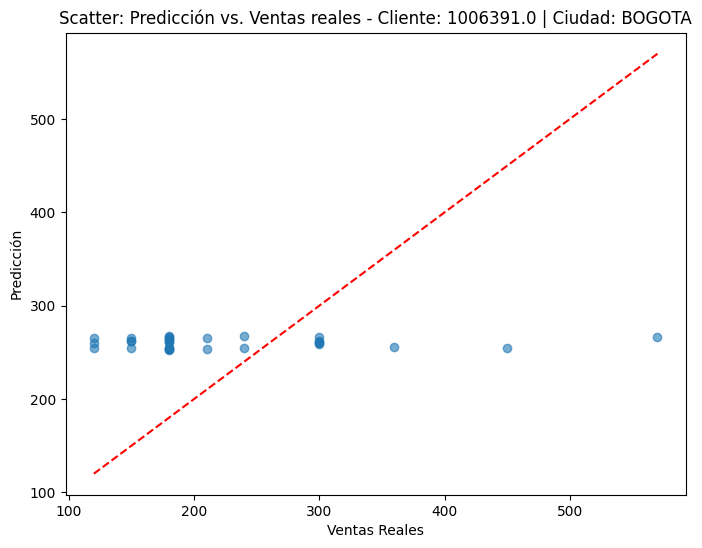 Scatter: Predicción vs. Ventas reales - Cliente: 1006391.0 | Ciudad: BOGOTA
Predicción
500
400
300
200
100
100 200 300 400 500
Ventas Reales